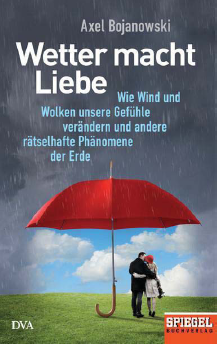 Axel Bojanowski
Wetter macht
Liebe
Wie Wind und
Wolken unsere Gefühle
verändern und andere
rätselhafte Phänomene
der Erde
DVA
SPIEGEL
BUCHVERLAG